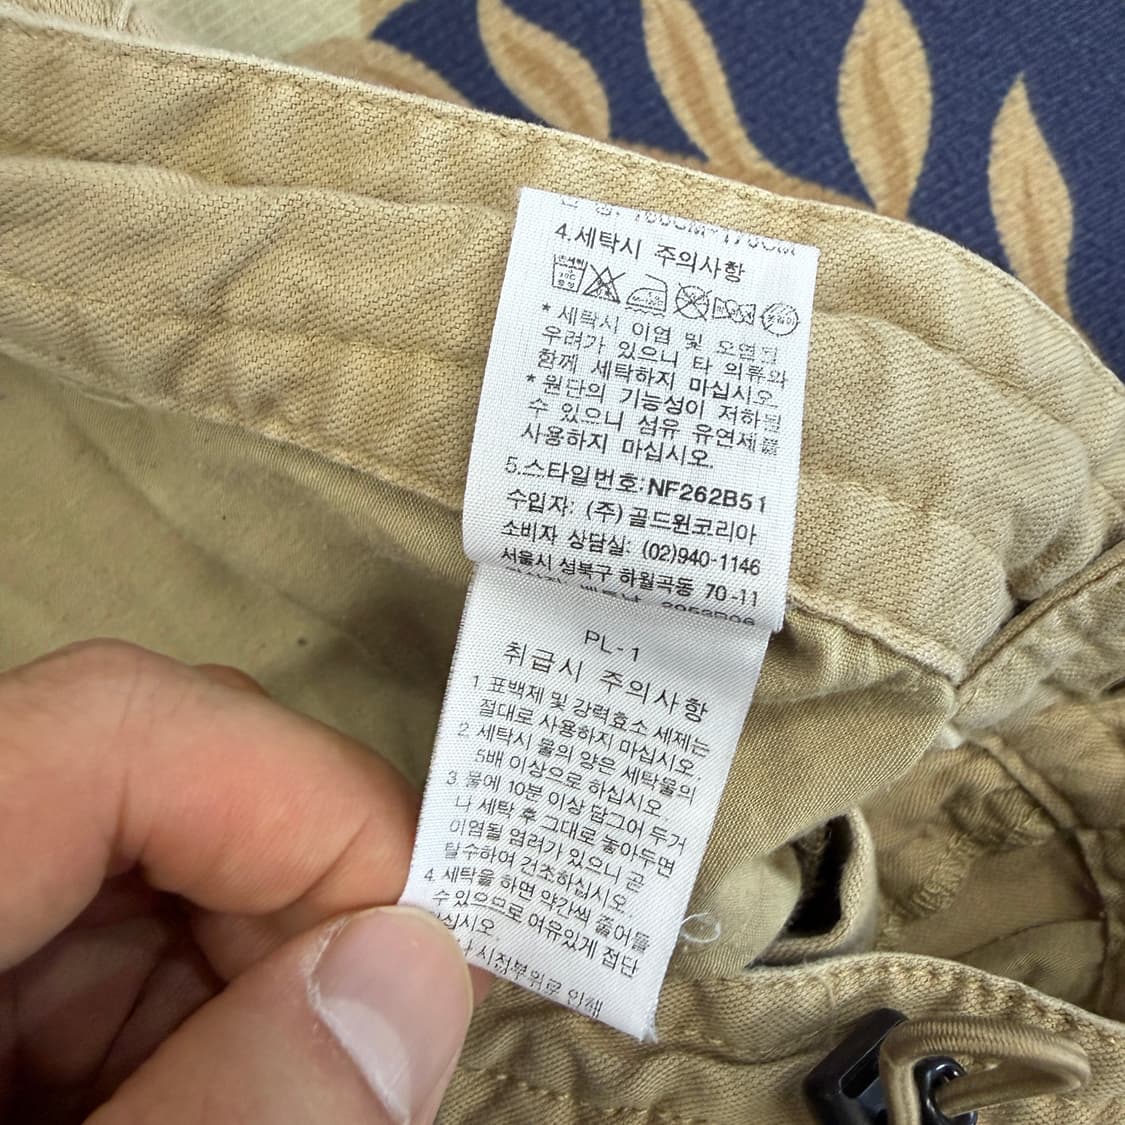 160CM-170CM
4.세탁시 주의사항
* 세탁시 이염 및 오염될
우려가 있으니 타 의류와
함께 세탁하지 마십시오.
* 원단의 기능성이 저하될
수 있으니 섬유 유연제를
사용하지 마십시오.
5.스타일번호:NF262B51
수입자: (주)골드윈코리아
소비자 상담실: (02)940-1146
서울시 성북구 하월곡동 70-11
PL-1
취급시 주의사항
1 표백제 및 강력효소 세제는
절대로 사용하지 마십시오
2 세탁시 물의 양은 세탁물의
5배 이상으로 하십시오
3 물에 10분 이상 담그어 두거
나 세탁 후 그대로 놓아두면
이염될 염려가 있으니 곧
탈수하여 건조하십시오.
4 세탁을 하면 약간씩 줄어들
수 있으므로 여유있게 접단
하십시오